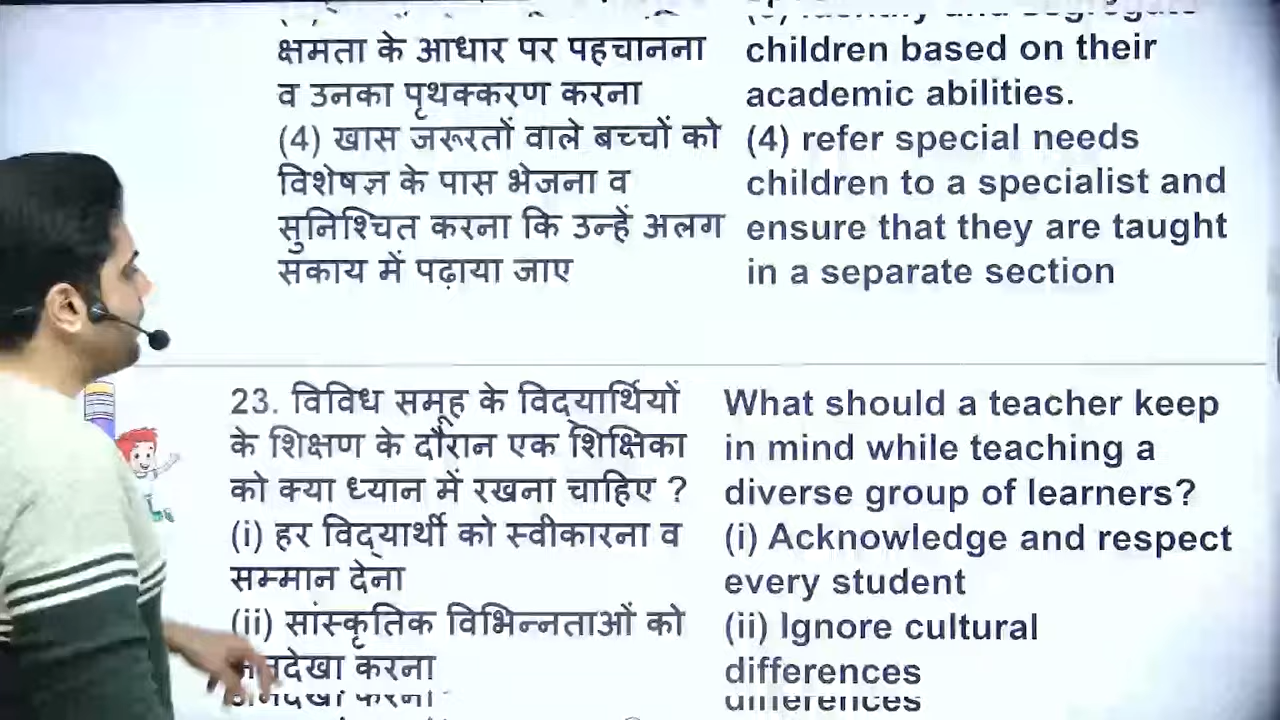 क्षमता के आधार पर पहचानना
व उनका पृथक्करण करना
(4) खास जरूरतों वाले बच्चों को
विशेषज्ञ के पास भेजना व
सुनिश्चित करना कि उन्हें अलग
सकाय में पढ़ाया जाए
children based on their
academic abilities.
(4) refer special needs
children to a specialist and
ensure that they are taught
in a separate section
23. विविध समूह के विद्यार्थियों
के शिक्षण के दौरान एक शिक्षिका
को क्या ध्यान में रखना चाहिए ?
(i) हर विद्यार्थी को स्वीकारना व
सम्मान देना
(ii) सांस्कृतिक विभिन्नताओं को
करना
What should a teacher keep
in mind while teaching a
diverse group of learners?
(i) Acknowledge and respect
every student
(ii) Ignore cultural
differences